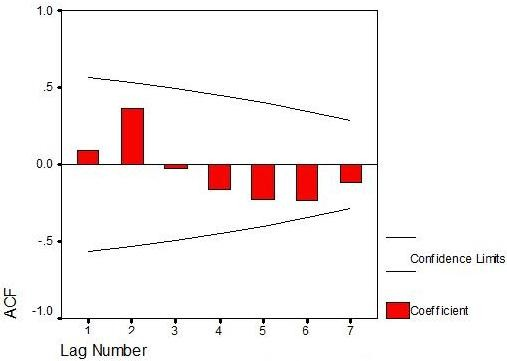 1.0
.5
0.0
-.5
-1.0
ACF
1 2 3 4 5 6 7
Lag Number
Confidence Limits
Coefficient